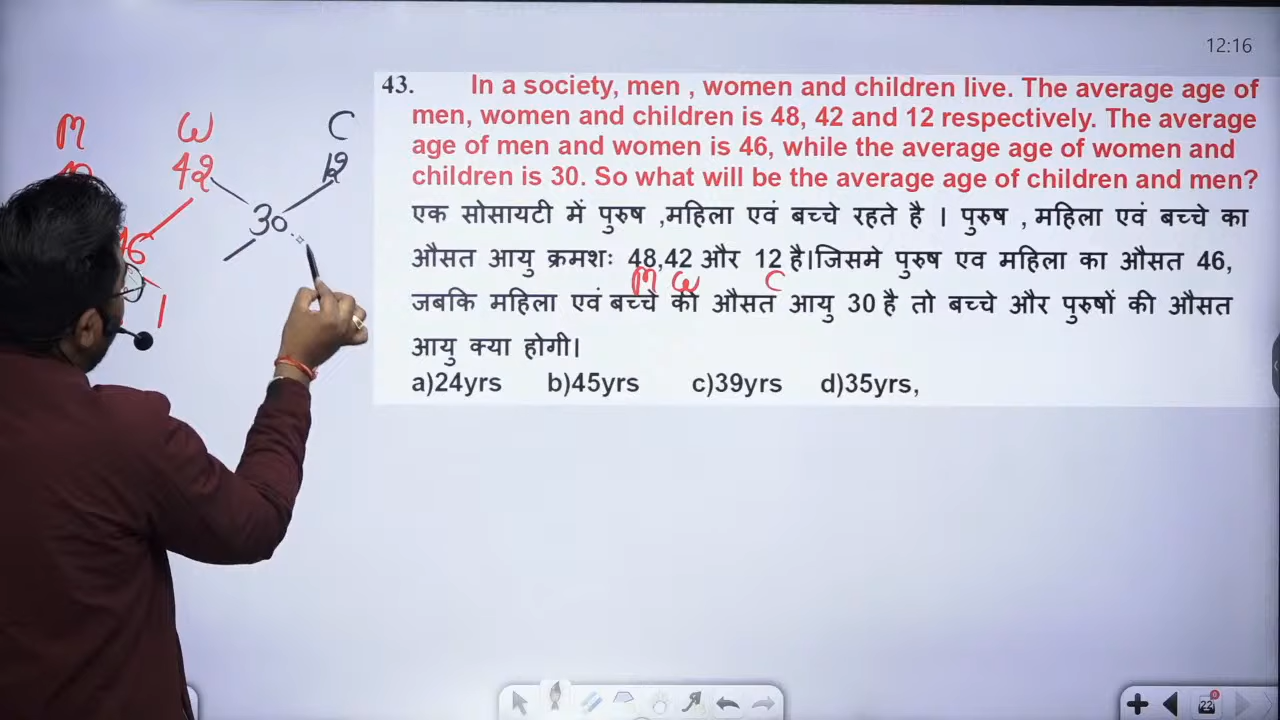 12:16
43. In a society, men , women and children live. The average age of
men, women and children is 48, 42 and 12 respectively. The average
age of men and women is 46, while the average age of women and
children is 30. So what will be the average age of children and men?
एक सोसायटी में पुरुष ,महिला एवं बच्चे रहते है । पुरुष , महिला एवं बच्चे का
औसत आयु क्रमशः 48,42 और 12 है।जिसमे पुरुष एव महिला का औसत 46,
M W C
जबकि महिला एवं बच्चे की औसत आयु 30 है तो बच्चे और पुरुषों की औसत
आयु क्या होगी।
a)24yrs b)45yrs c)39yrs d)35yrs,
M W C
42 12
30
1
22